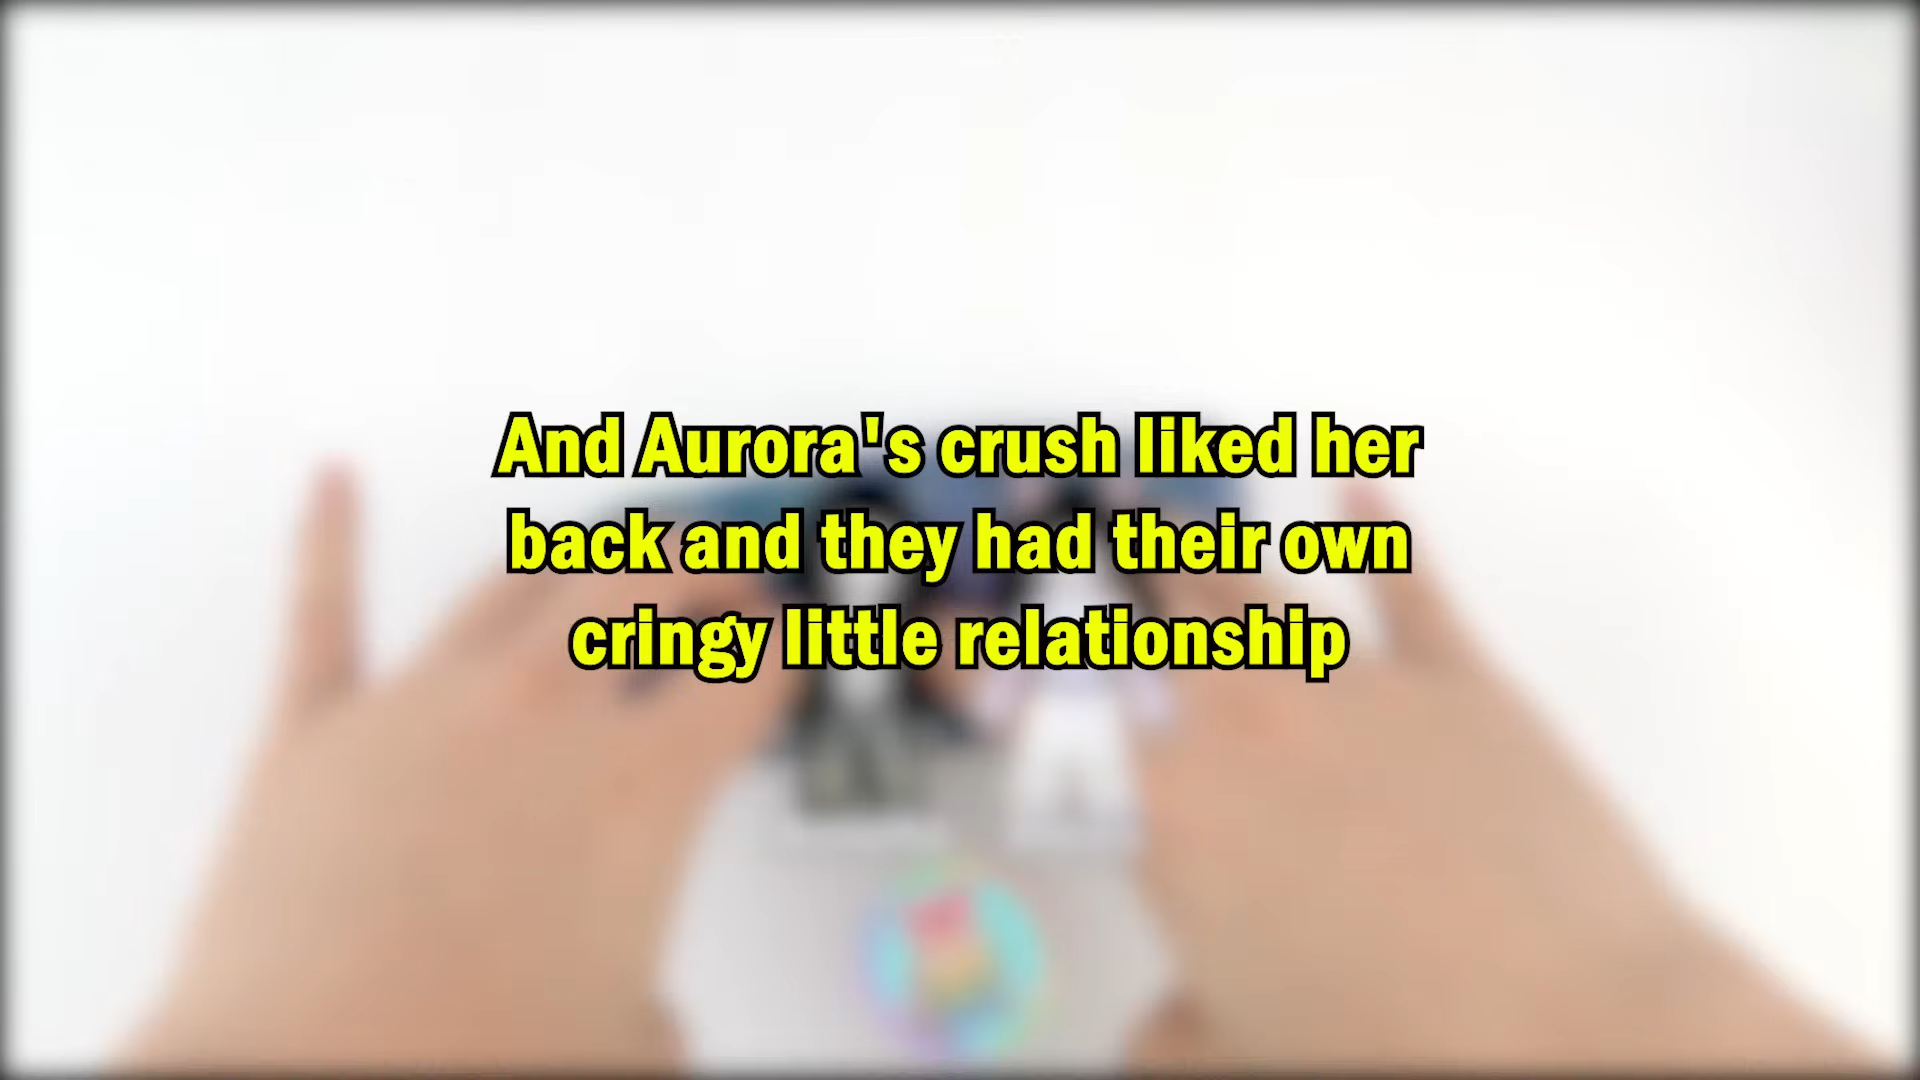 And Aurora's crush liked her
back and they had their own
cringy little relationship